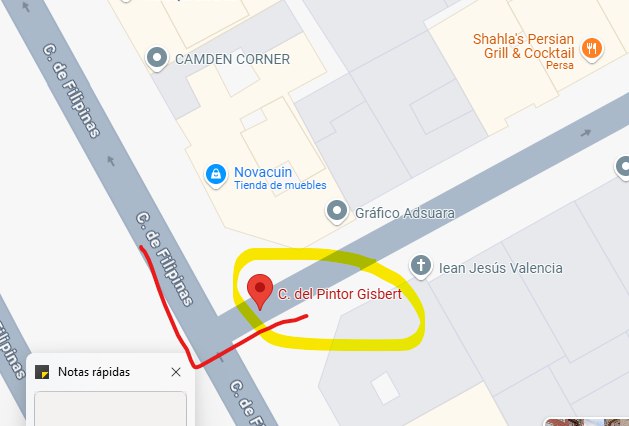 C. de Filipinas
CAMDEN CORNER
Shahla's Persian
Grill & Cocktail
Persa
Novacuin
Tienda de muebles
Gráfico Adsuara
C. de Filipinas
Iean Jesús Valencia
C. del Pintor Gisbert
Filipinas
Notas rápidas
C. de